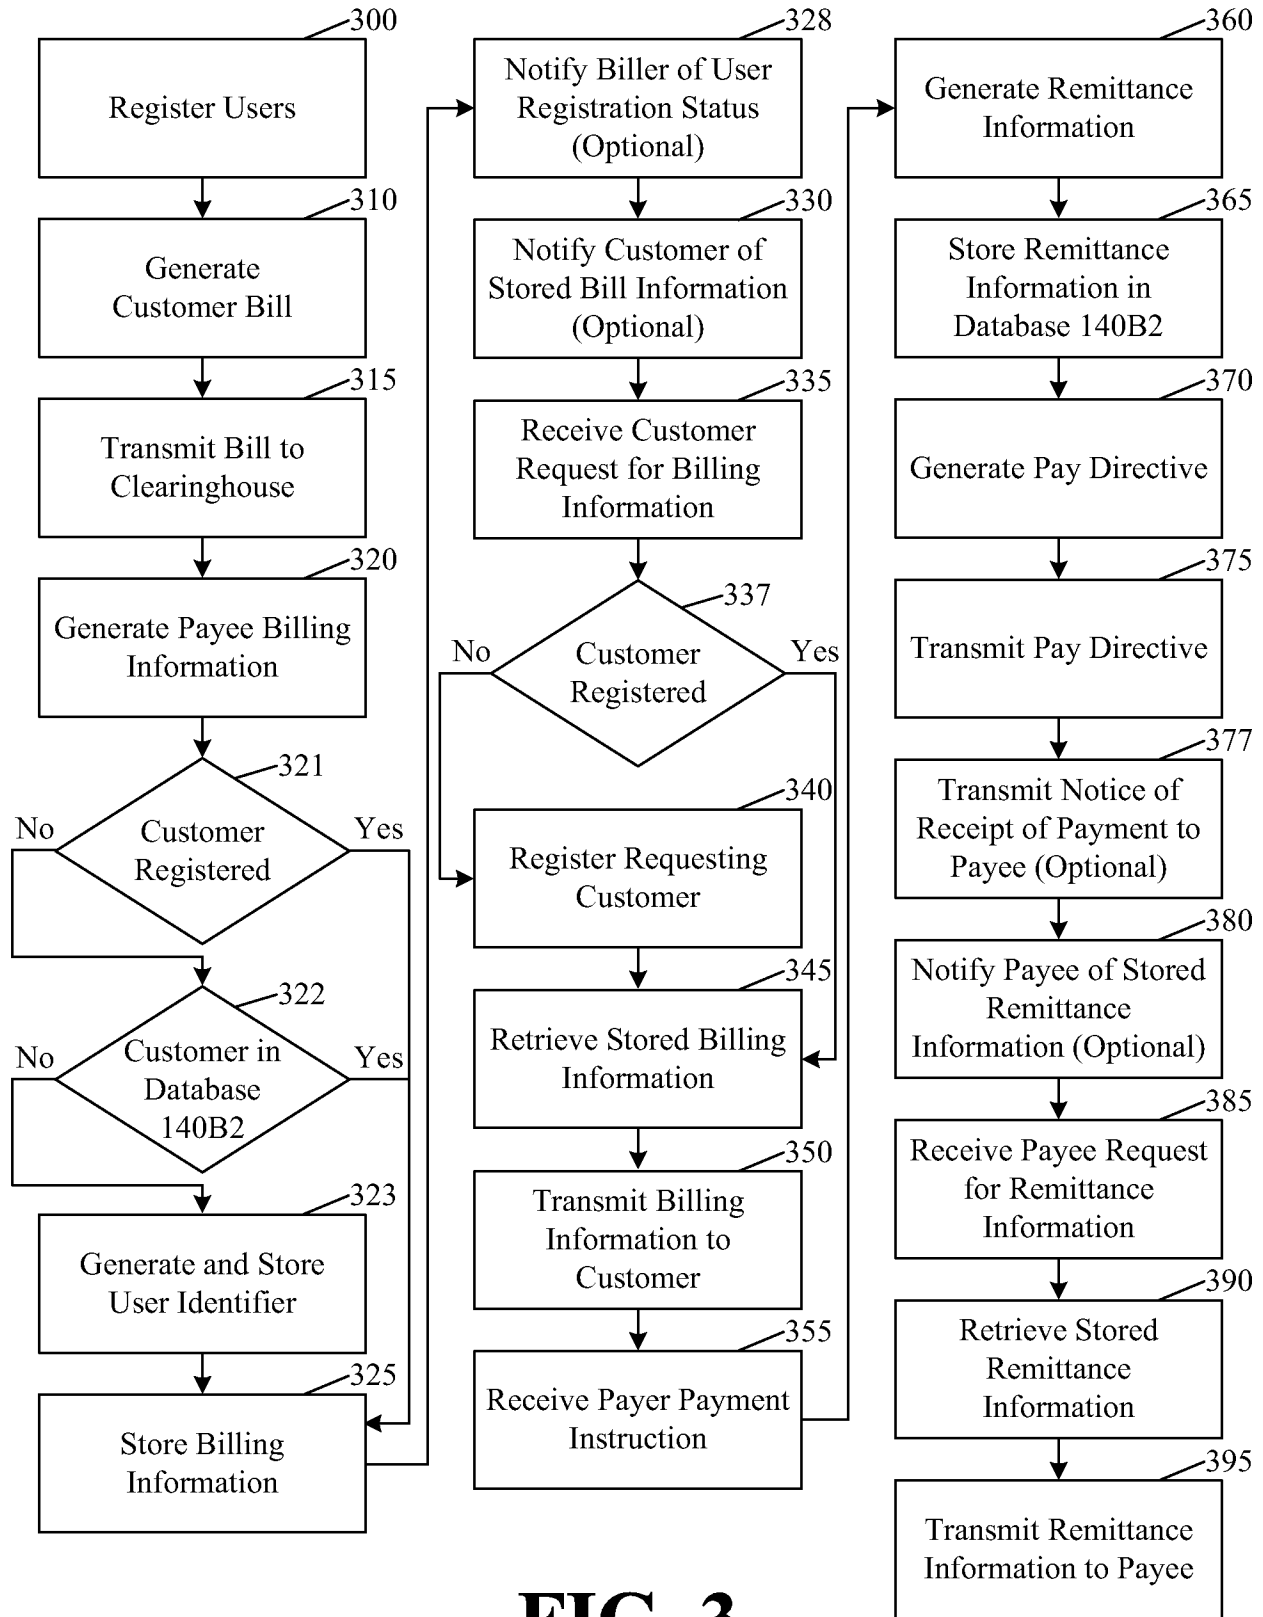 300
Register Users
310
Generate
Customer Bill
315
Transmit Bill to
Clearinghouse
320
Generate Payee Billing
Information
321
Customer
Registered
No
Yes
322
Customer in
Database
140B2
No
Yes
323
Generate and Store
User Identifier
325
Store Billing
Information
328
Notify Biller of User
Registration Status
(Optional)
330
Notify Customer of
Stored Bill Information
(Optional)
335
Receive Customer
Request for Billing
Information
337
Customer
Registered
No
Yes
340
Register Requesting
Customer
345
Retrieve Stored Billing
Information
350
Transmit Billing
Information to
Customer
355
Receive Payer Payment
Instruction
360
Generate Remittance
Information
365
Store Remittance
Information in
Database 140B2
370
Generate Pay Directive
375
Transmit Pay Directive
377
Transmit Notice of
Receipt of Payment to
Payee (Optional)
380
Notify Payee of Stored
Remittance
Information (Optional)
385
Receive Payee Request
for Remittance
Information
390
Retrieve Stored
Remittance
Information
395
Transmit Remittance
Information to Payee
FIG. 3